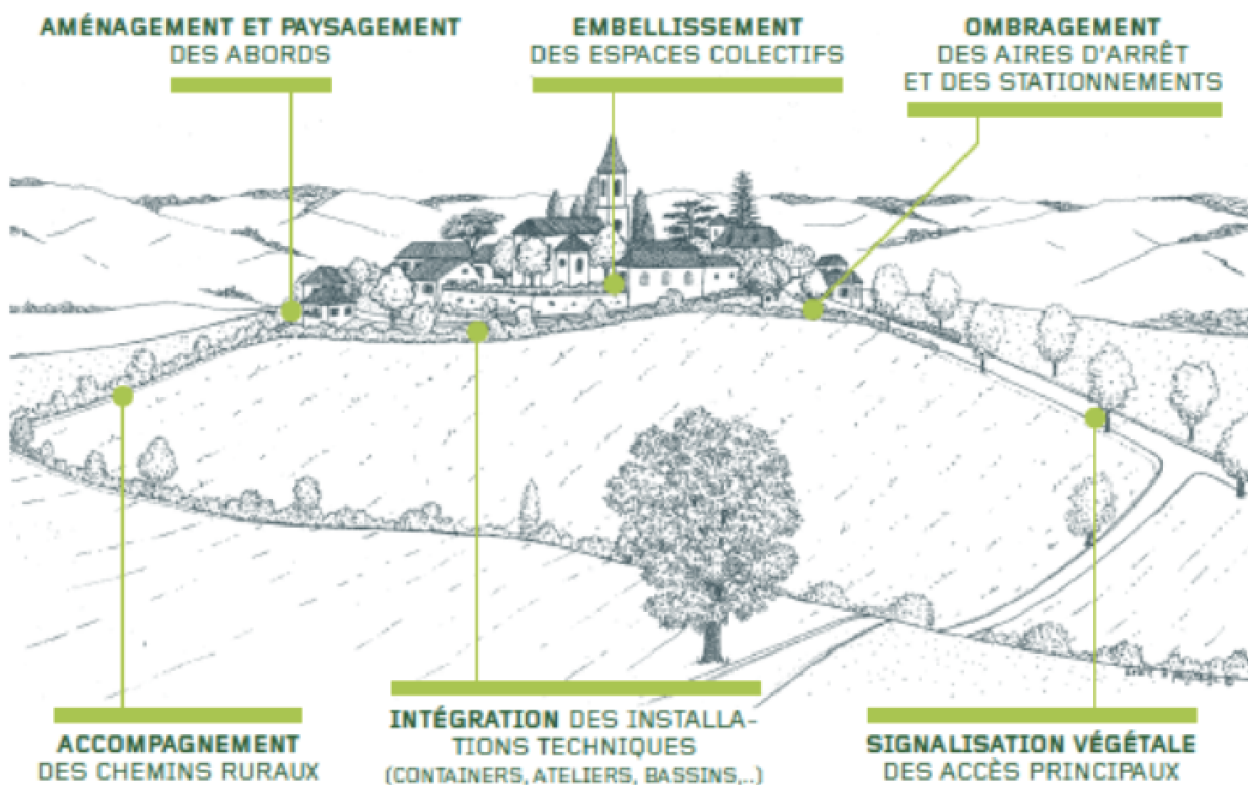 AMÉNAGEMENT ET PAYSAGEMENT
DES ABORDS
EMBELLISSEMENT
DES ESPACES COLECTIFS
OMBRAGEMENT
DES AIRES D'ARRÊT
ET DES STATIONNEMENTS
ACCOMPAGNEMENT
DES CHEMINS RURAUX
INTÉGRATION DES INSTALLA-
TIONS TECHNIQUES
(CONTAINERS, ATELIERS, BASSINS,..)
SIGNALISATION VÉGÉTALE
DES ACCÈS PRINCIPAUX